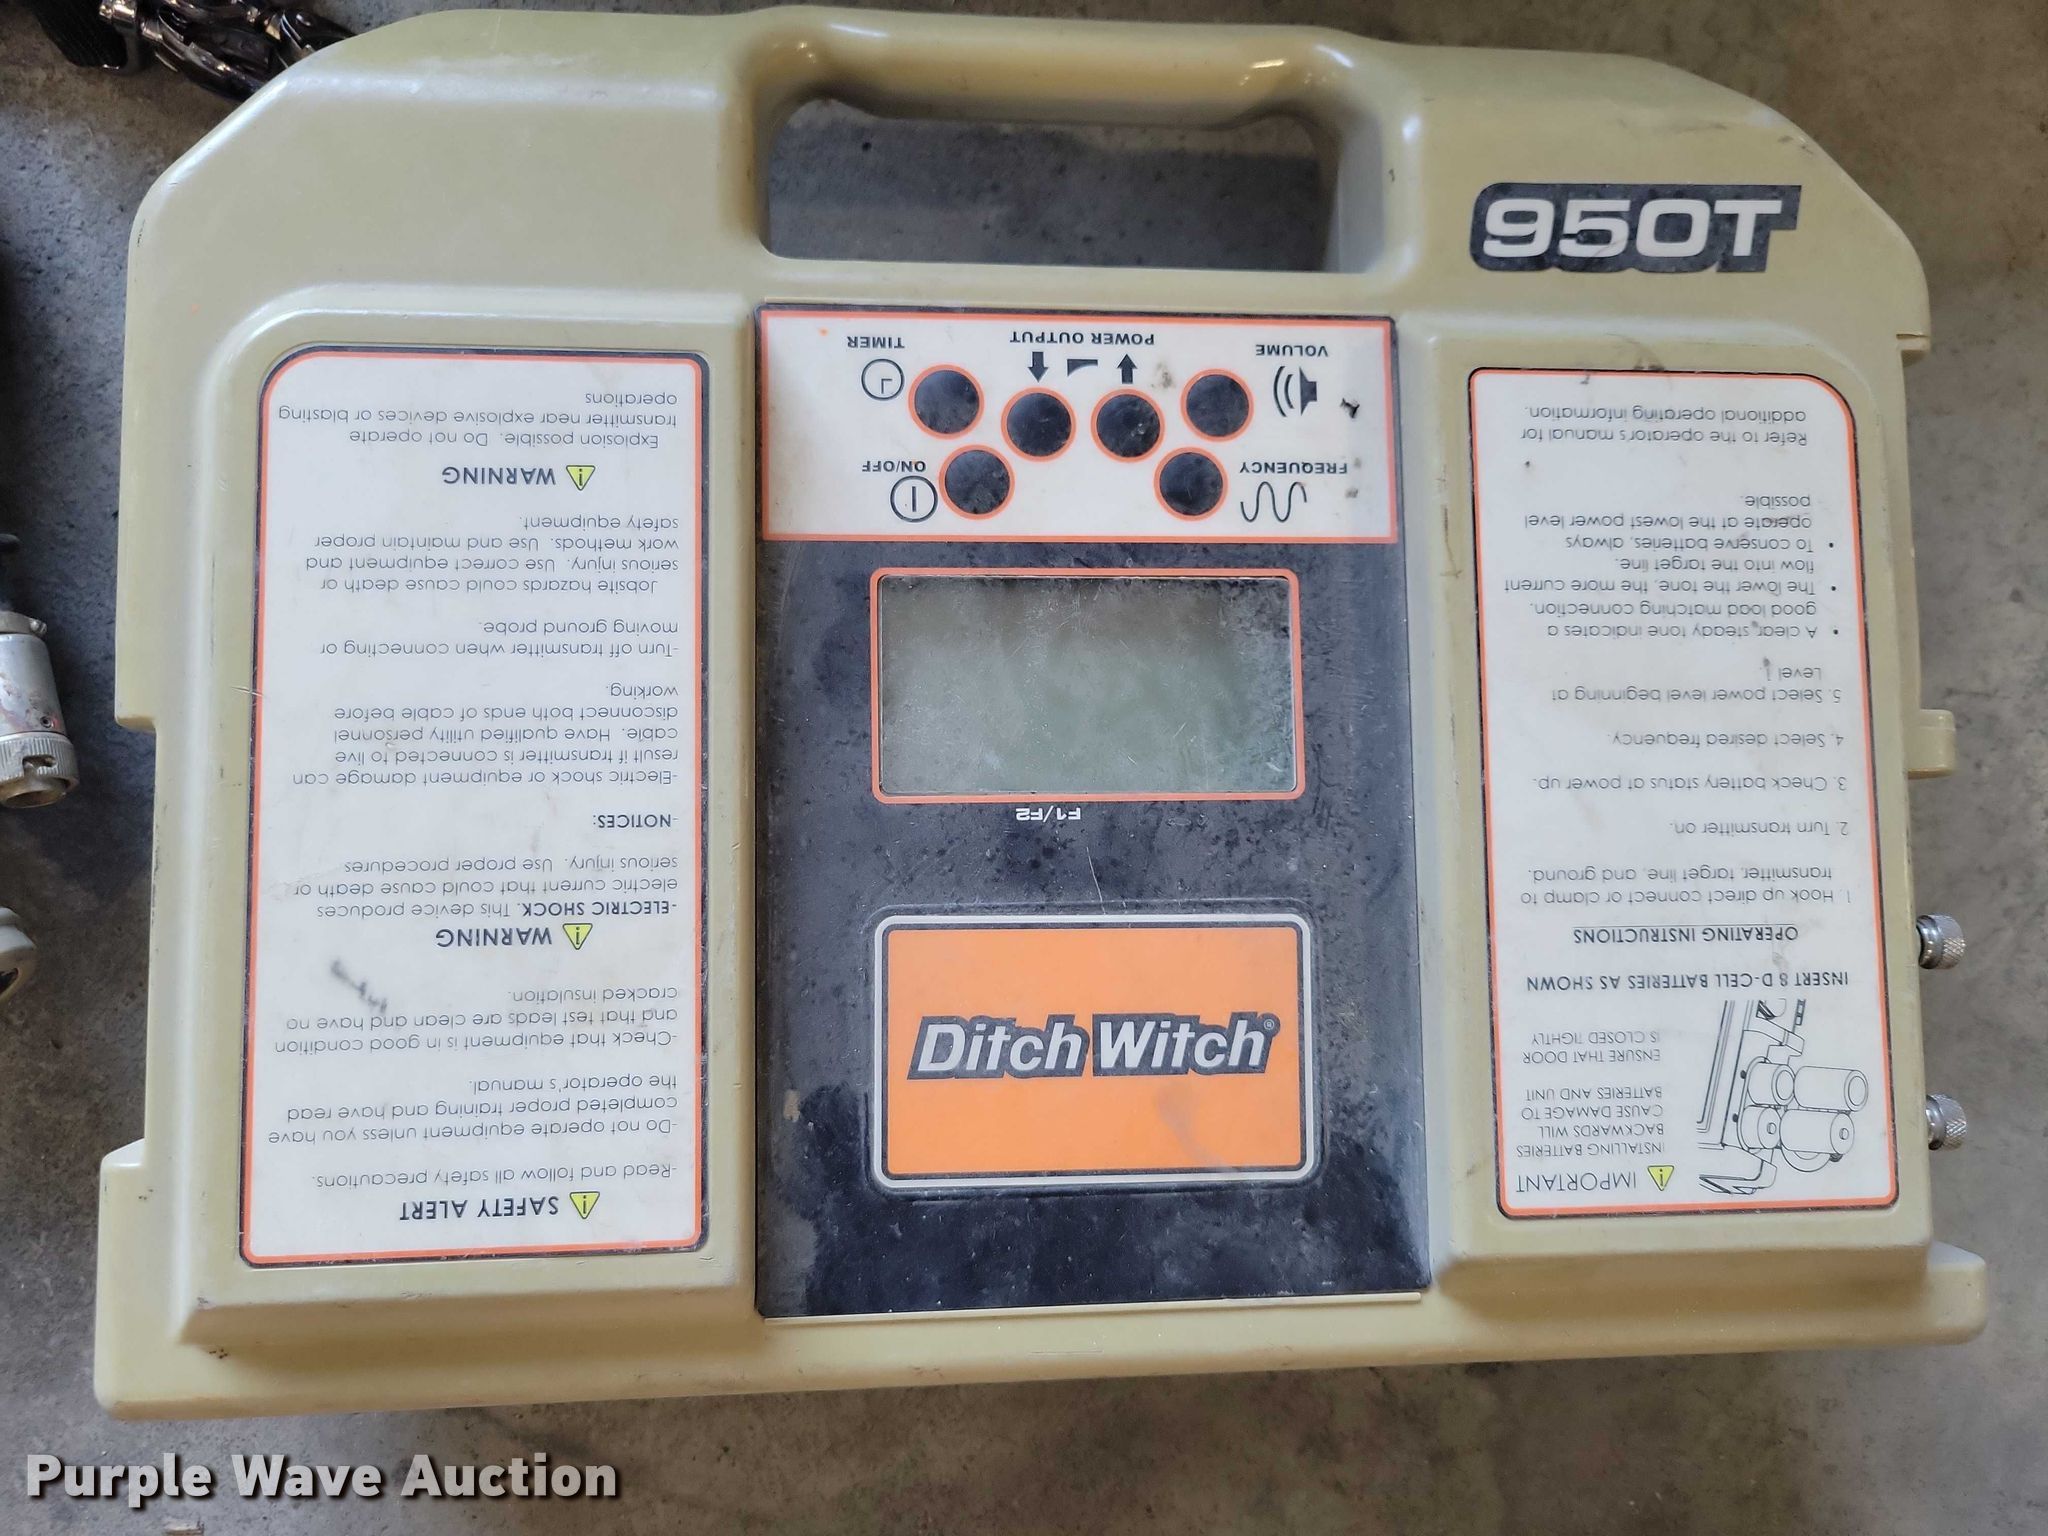 950T
TIMER
POWER OUTPUT
VOLUME
ON/OFF
FREQUENCY
F1/F2
Ditch Witch®
SAFETY ALERT
-Read and follow all safety precautions.
-Do not operate equipment unless you have
completed proper training and have read
the operator's manual.
-Check that equipment is in good condition
and that test leads are clean and have no
cracked insulation.
WARNING
-ELECTRIC SHOCK. This device produces
electric current that could cause death or
serious injury. Use proper procedures
-NOTICES:
-Electric shock or equipment damage can
result if transmitter is connected to live
cable. Have qualified utility personnel
disconnect both ends of cable before
working.
-Turn off transmitter when connecting or
moving ground probe.
Jobsite hazards could cause death or
serious injury. Use correct equipment and
work methods. Use and maintain proper
safety equipment.
WARNING
Explosion possible. Do not operate
transmitter near explosive devices or blasting
operations
IMPORTANT
INSTALLING BATTERIES
BACKWARDS WILL
CAUSE DAMAGE TO
BATTERIES AND UNIT
ENSURE THAT DOOR
IS CLOSED TIGHTLY
INSERT 8 D-CELL BATTERIES AS SHOWN
OPERATING INSTRUCTIONS
1. Hook up direct connect or clamp to
transmitter, target line, and ground.
2. Turn transmitter on.
3. Check battery status at power up.
4. Select desired frequency.
5. Select power level beginning at
Level 1
• A clear, steady tone indicates a
good load matching connection.
• The lower the tone, the more current
flow into the target line.
• To conserve batteries, always
operate at the lowest power level
possible.
Refer to the operator's manual for
additional operating information.
Purple Wave Auction